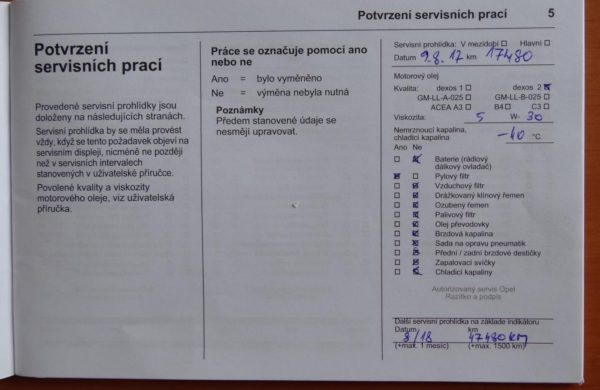 Potvrzení servisních prací 5
Potvrzení
servisních prací
Provedené servisní prohlídky jsou
doloženy na následujících stranách.
Servisní prohlídka by se měla provést
vždy, když se tento požadavek objeví na
servisním displeji, nicméně ne později
než v servisních intervalech
stanovených v uživatelské příručce.
Povolené kvality a viskozity
motorového oleje, viz uživatelská
příručka.
Práce se označuje pomocí ano
nebo ne
Ano = bylo vyměněno
Ne = výměna nebyla nutná
Poznámky
Předem stanovené údaje se
nesmějí upravovat.
Servisní prohlídka: V mezidobí ☐ Hlavní ☐
Datum 9.8.17 km 17480
Motorový olej
Kvalita: dexos 1 ☐ dexos 2 ☒
GM-LL-A-025 ☐ GM-LL-B-025 ☐
ACEA A3 ☐ B4 ☐ C3 ☐
Viskozita: 5 W- 30
Nemrznoucí kapalina,
chladicí kapalina -40 °C
Ano Ne
☐ ☒ Baterie (rádiový
dálkový ovladač)
☒ ☐ Pylový filtr
☐ ☒ Vzduchový filtr
☐ ☒ Drážkovaný klínový řemen
☐ ☒ Ozubený řemen
☐ ☒ Palivový filtr
☐ ☒ Olej převodovky
☐ ☒ Brzdová kapalina
☐ ☒ Sada na opravu pneumatik
☐ ☒ Přední / zadní brzdové destičky
☐ ☒ Zapalovací svíčky
☐ ☒ Chladicí kapaliny
Autorizovaný servis Opel
Razítko a podpis
Další servisní prohlídka na základě indikátoru
Datum km
8/18 47480 KM
(+max. 1 měsíc) (+max. 1500 km)